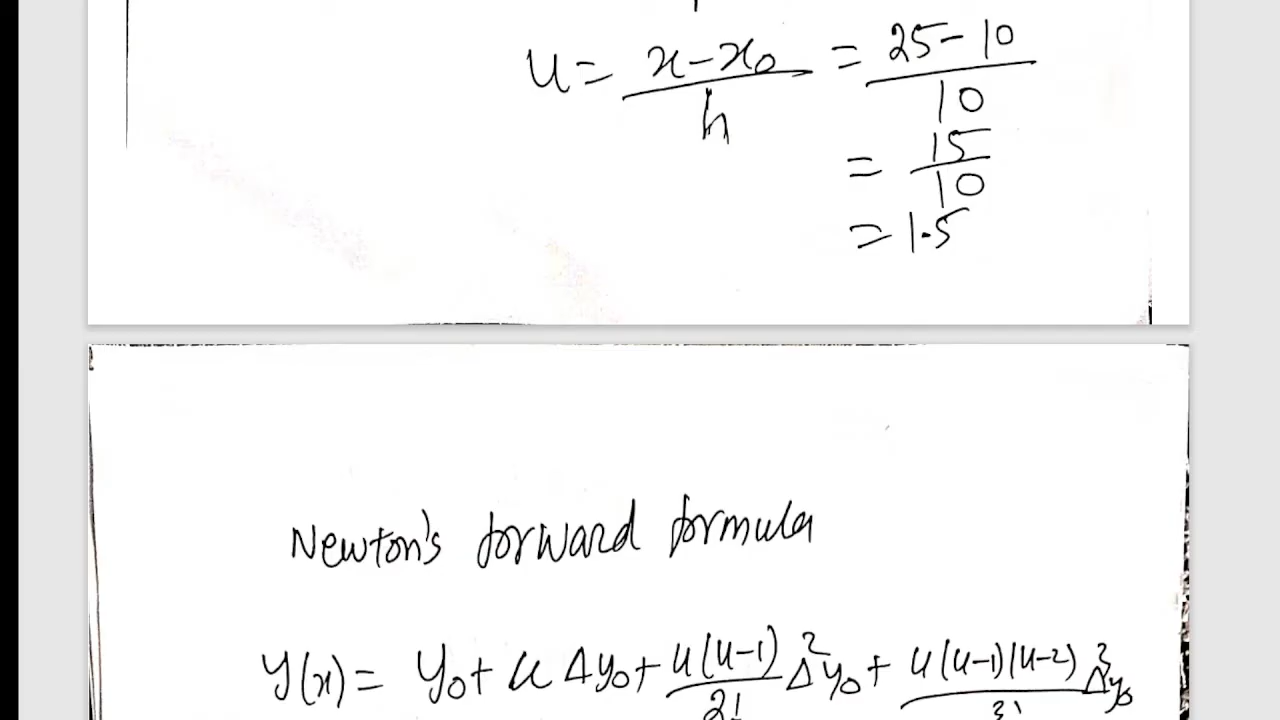 u = (x - x₀)/h = (25 - 10)/10
= 15/10
= 1.5
Newton's forward formula
y(x) = y₀ + u Δy₀ + u(u-1)/2! Δ²y₀ + u(u-1)(u-2)/3! Δ³y₀